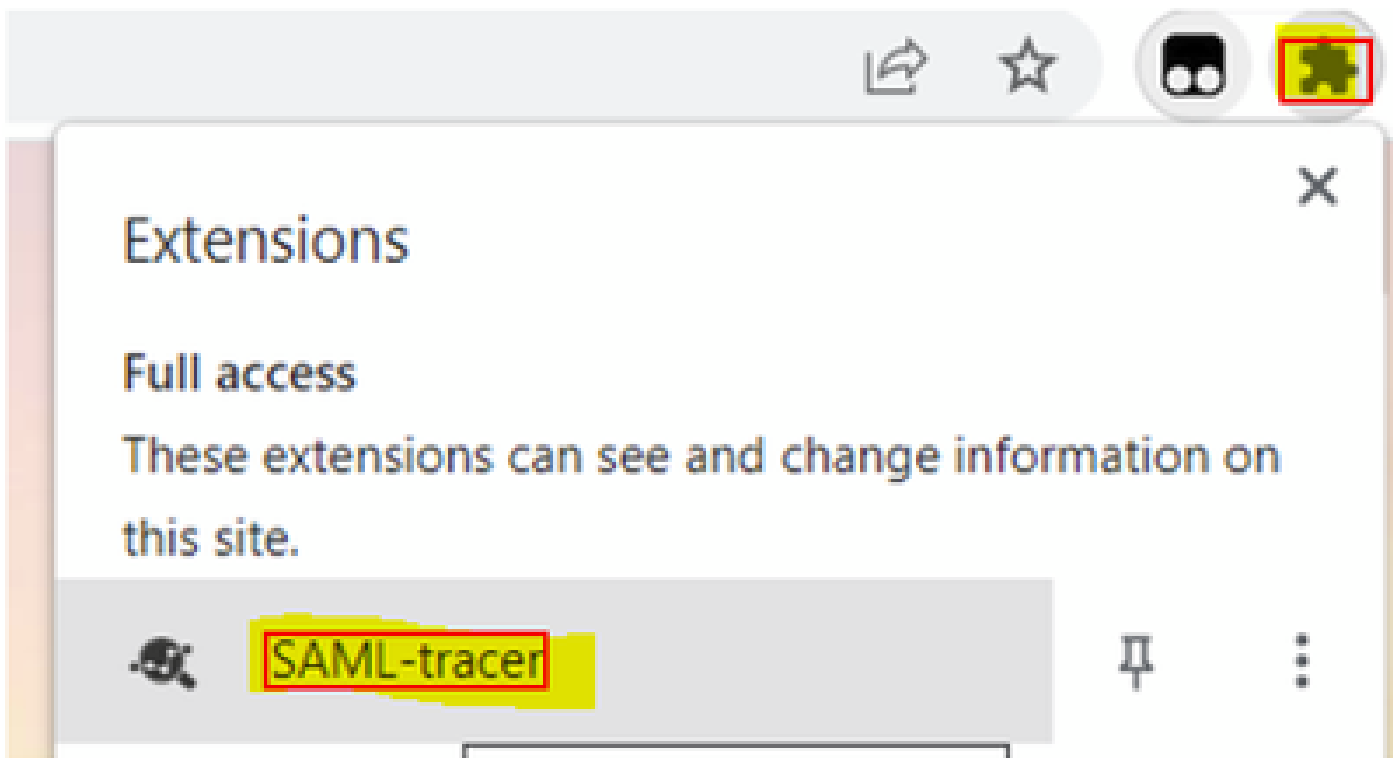 Extensions
Full access
These extensions can see and change information on
this site.
SAML-tracer